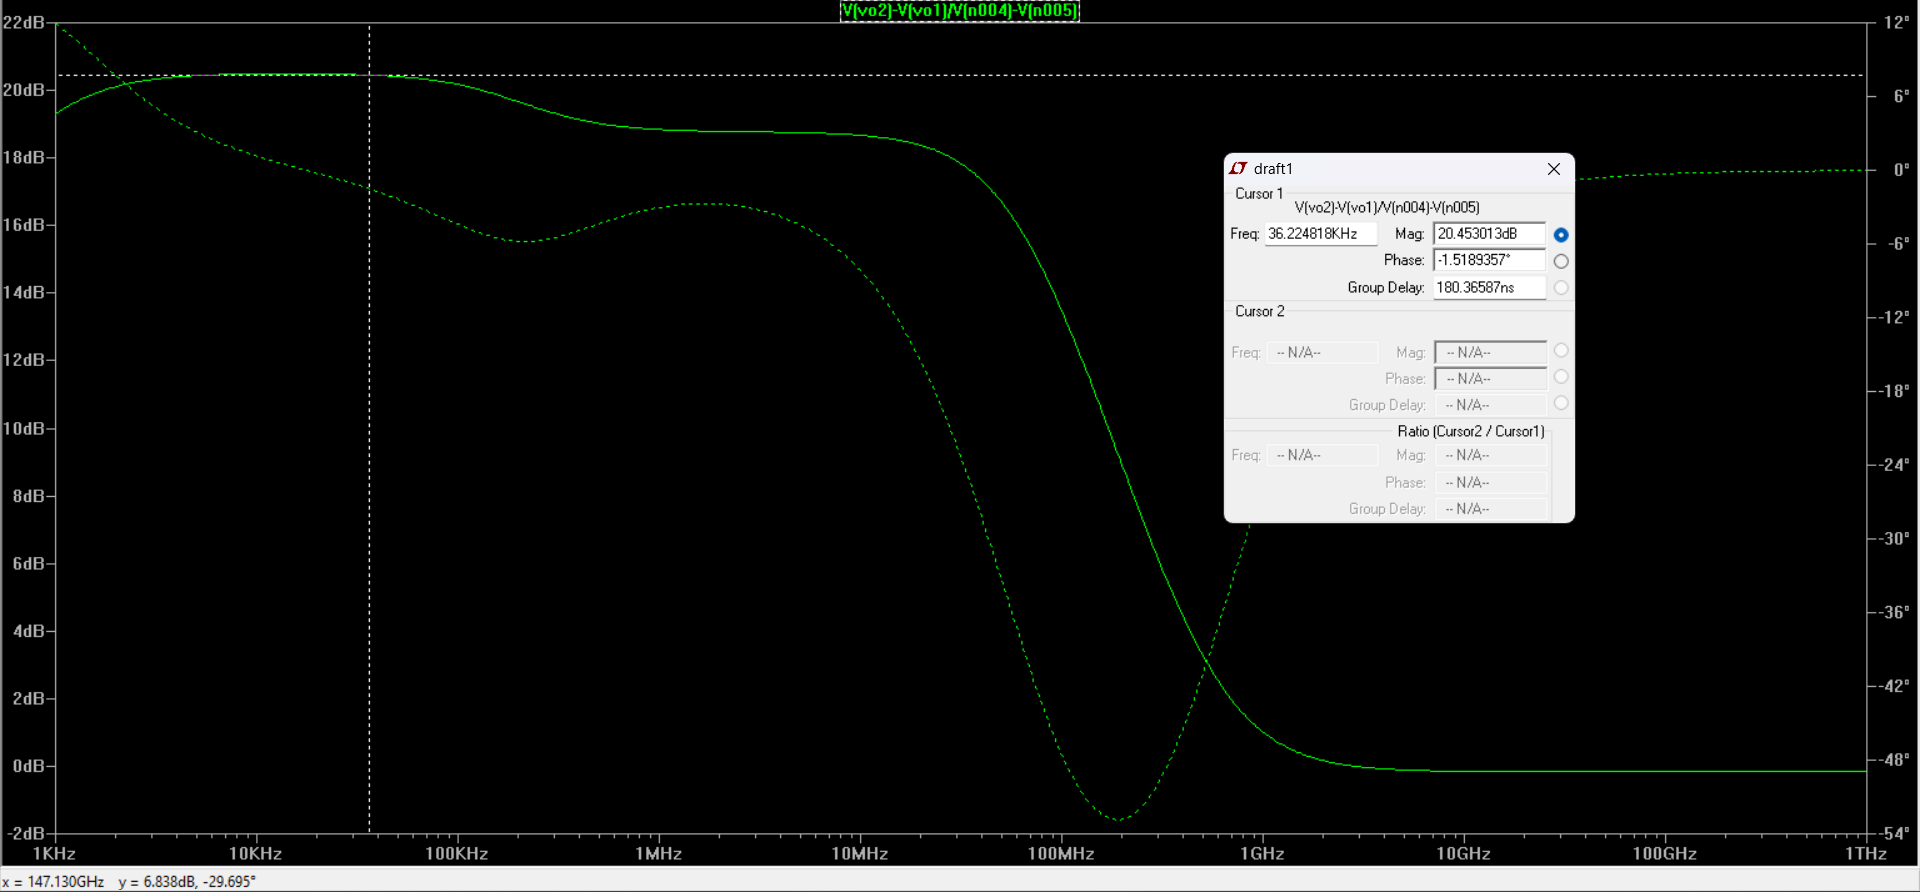 V(vo2)-V(vo1)/V(n004)-V(n005)
22dB
20dB
18dB
16dB
14dB
12dB
10dB
8dB
6dB
4dB
2dB
0dB
-2dB
12°
6°
0°
-6°
-12°
-18°
-24°
-30°
-36°
-42°
-48°
-54°
1KHz 10KHz 100KHz 1MHz 10MHz 100MHz 1GHz 10GHz 100GHz 1THz
draft1
Cursor 1
V(vo2)-V(vo1)/V(n004)-V(n005)
Freq: 36.224818KHz Mag: 20.453013dB
Phase: -1.5189357°
Group Delay: 180.36587ns
Cursor 2
Freq: -- N/A-- Mag: -- N/A--
Phase: -- N/A--
Group Delay: -- N/A--
Ratio (Cursor2 / Cursor1)
Freq: -- N/A-- Mag: -- N/A--
Phase: -- N/A--
Group Delay: -- N/A--
x = 147.130GHz y = 6.838dB, -29.695°